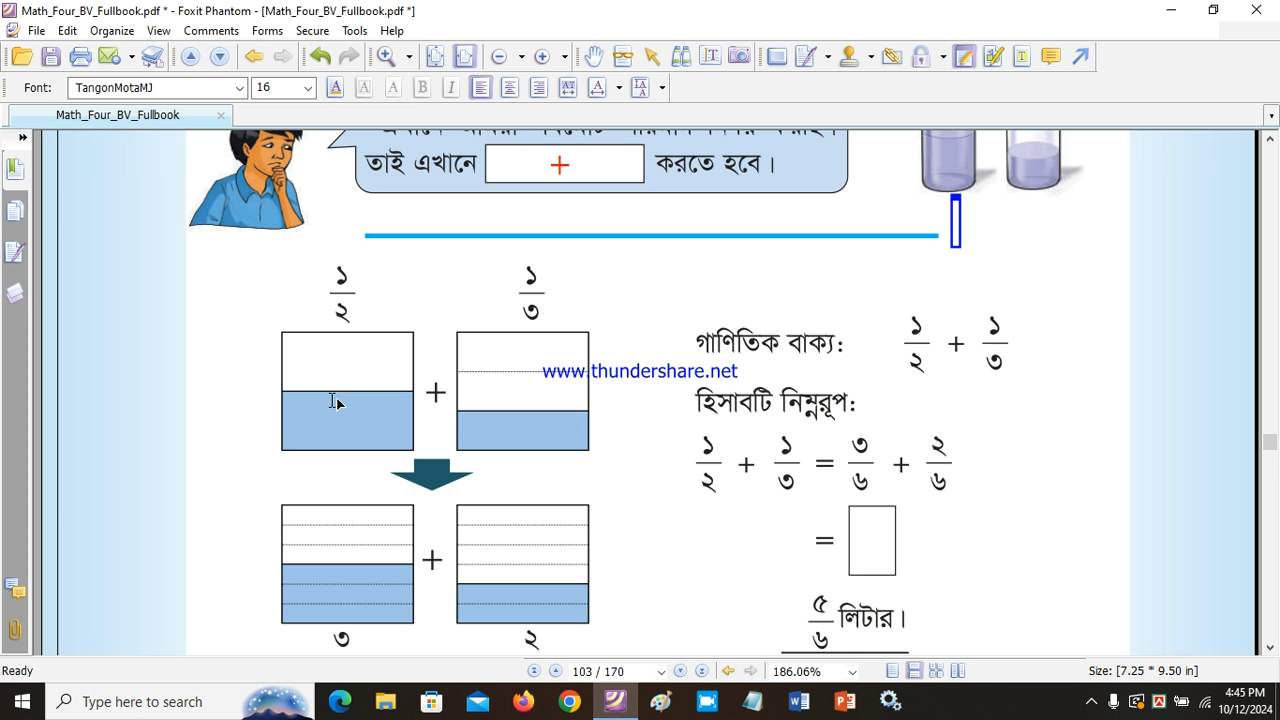 Math_Four_BV_Fullbook.pdf * - Foxit Phantom - [Math_Four_BV_Fullbook.pdf *]
File Edit Organize View Comments Forms Secure Tools Help
Font: TangonMotaMJ 16
Math_Four_BV_Fullbook
তাই এখানে + করতে হবে।
১/২ ১/৩
+
গাণিতিক বাক্য: ১/২ + ১/৩
www.thundershare.net
হিসাবটি নিম্নরূপ:
১/২ + ১/৩ = ৩/৬ + ২/৬
+
=
৫/৬ লিটার।
৩ ২
Ready 103 / 170 186.06% Size: [7.25 * 9.50 in]
Type here to search
4:45 PM
10/12/2024